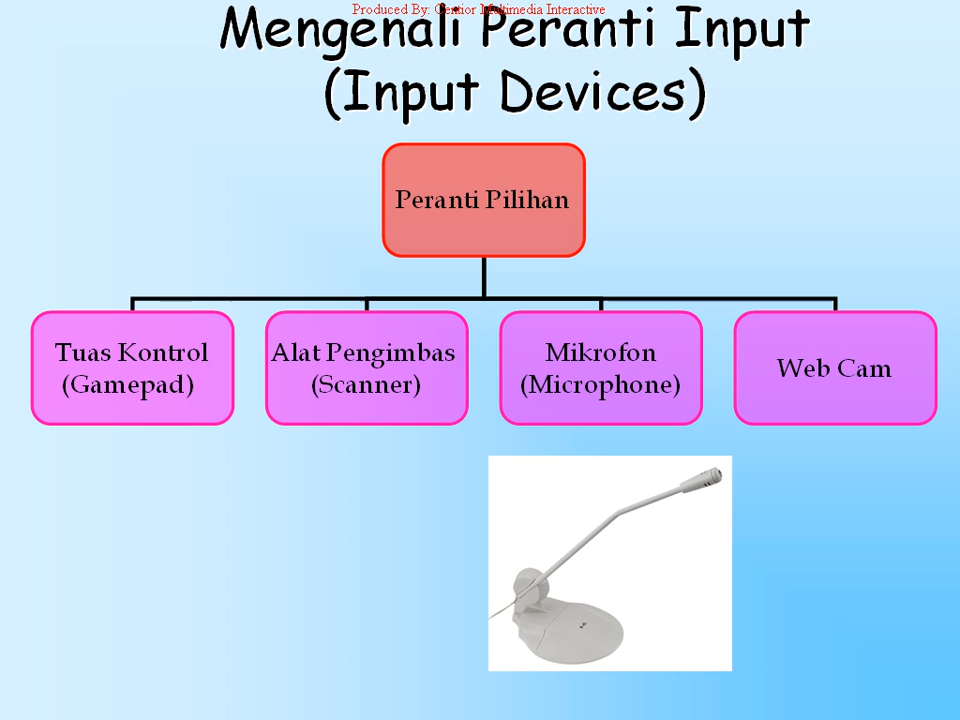 Produced By: Centior Multimedia Interactive
Mengenali Peranti Input
(Input Devices)
Peranti Pilihan
Tuas Kontrol
(Gamepad)
Alat Pengimbas
(Scanner)
Mikrofon
(Microphone)
Web Cam